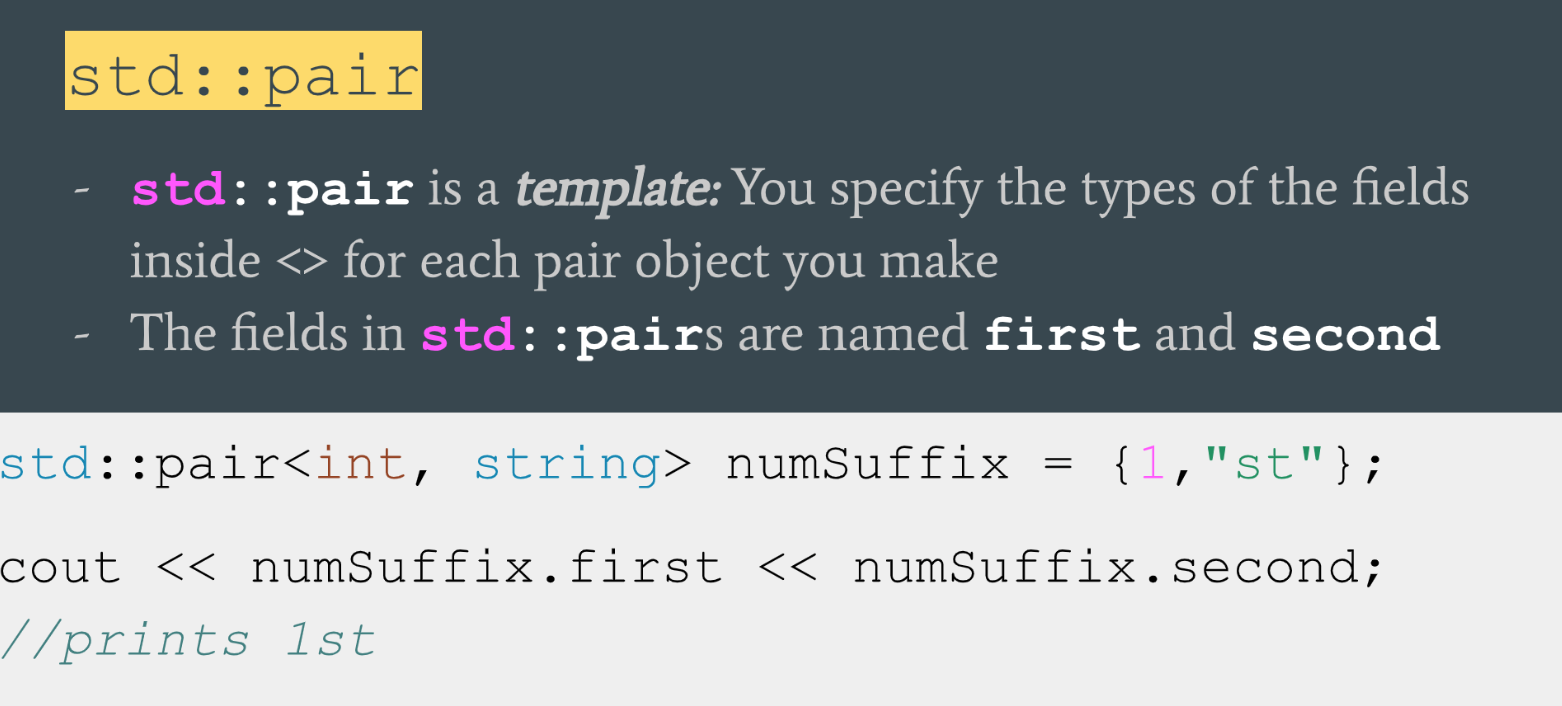 std::pair
- std::pair is a template: You specify the types of the fields
inside <> for each pair object you make
- The fields in std::pairs are named first and second
std::pair<int, string> numSuffix = {1,"st"};
cout << numSuffix.first << numSuffix.second;
//prints 1st